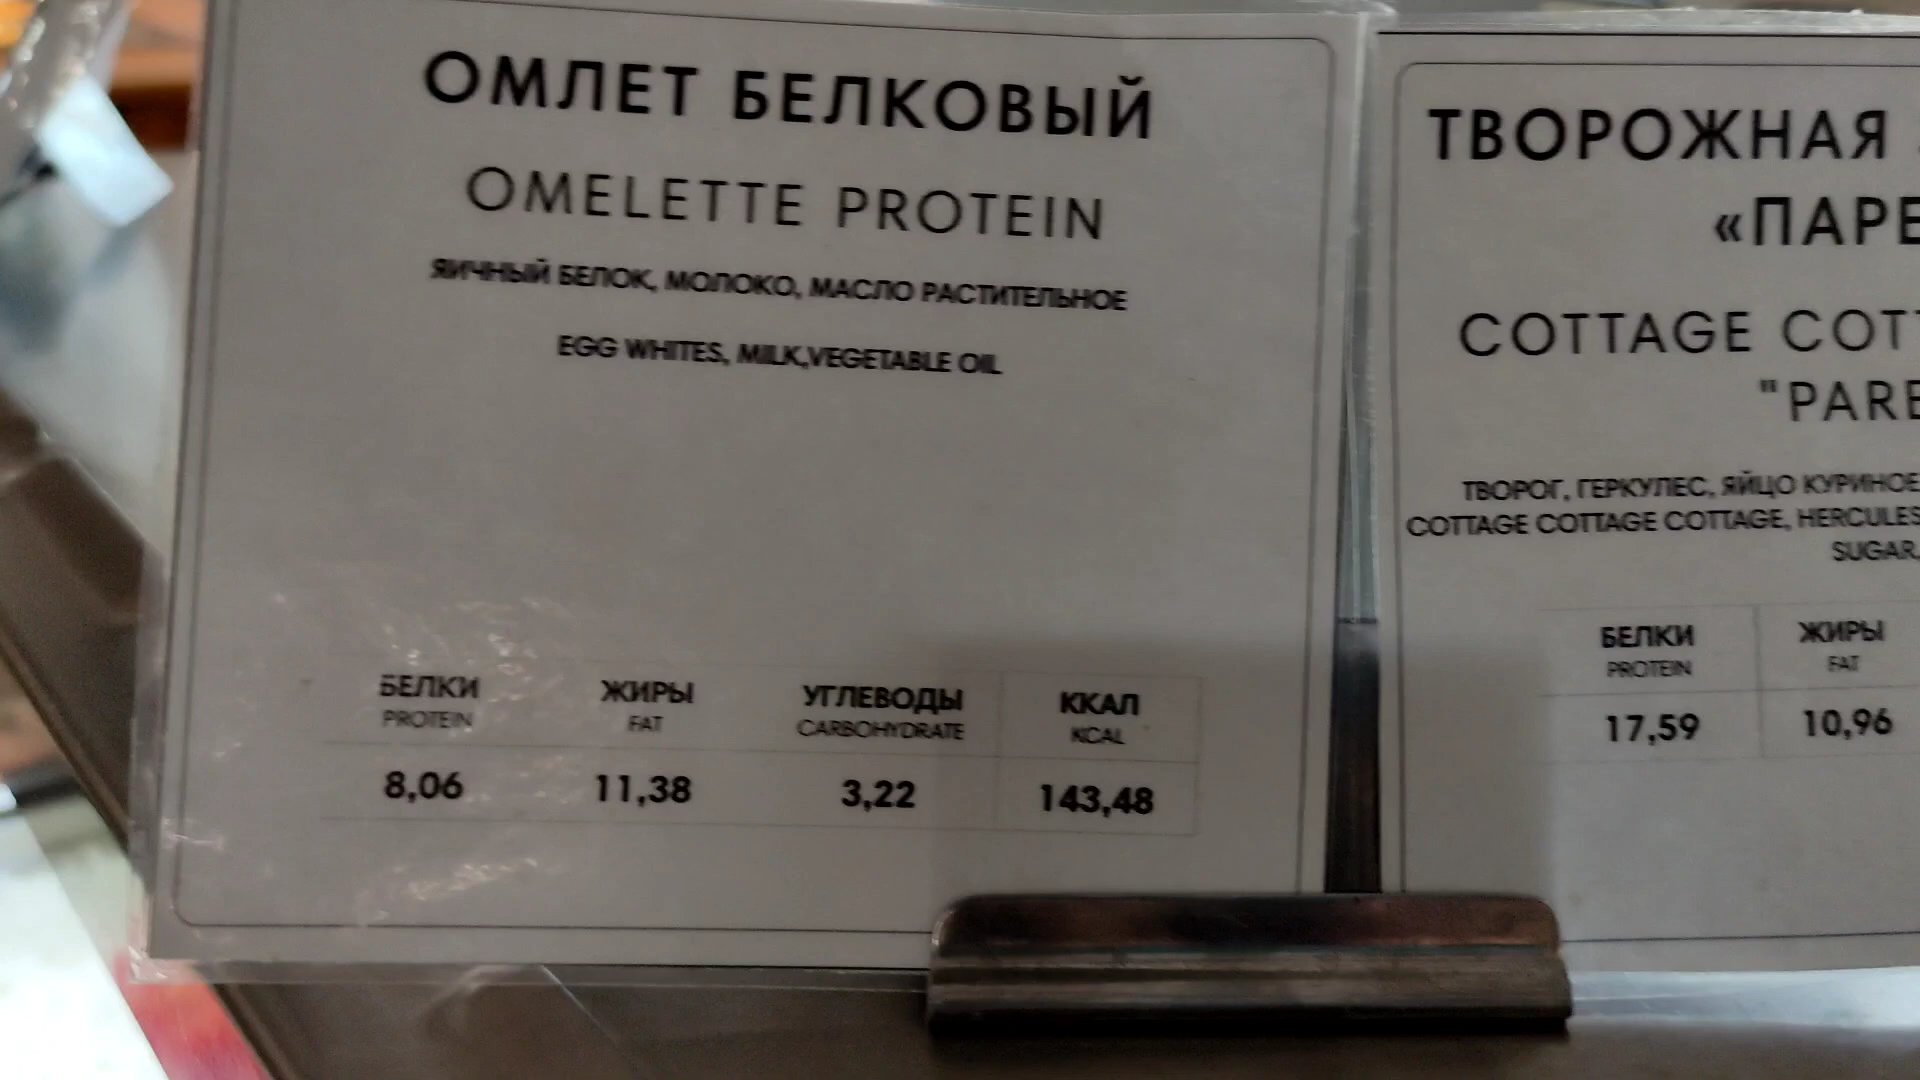 ОМЛЕТ БЕЛКОВЫЙ
OMELETTE PROTEIN
ЯИЧНЫЙ БЕЛОК, МОЛОКО, МАСЛО РАСТИТЕЛЬНОЕ
EGG WHITES, MILK,VEGETABLE OIL
БЕЛКИ ЖИРЫ УГЛЕВОДЫ ККАЛ
PROTEIN FAT CARBOHYDRATE KCAL
8,06 11,38 3,22 143,48
ТВОРОЖНАЯ
«ПАРЕ
COTTAGE COTT
"PARE
ТВОРОГ, ГЕРКУЛЕС, ЯЙЦО КУРИНОЕ
COTTAGE COTTAGE COTTAGE, HERCULES
SUGAR,
БЕЛКИ ЖИРЫ
PROTEIN FAT
17,59 10,96